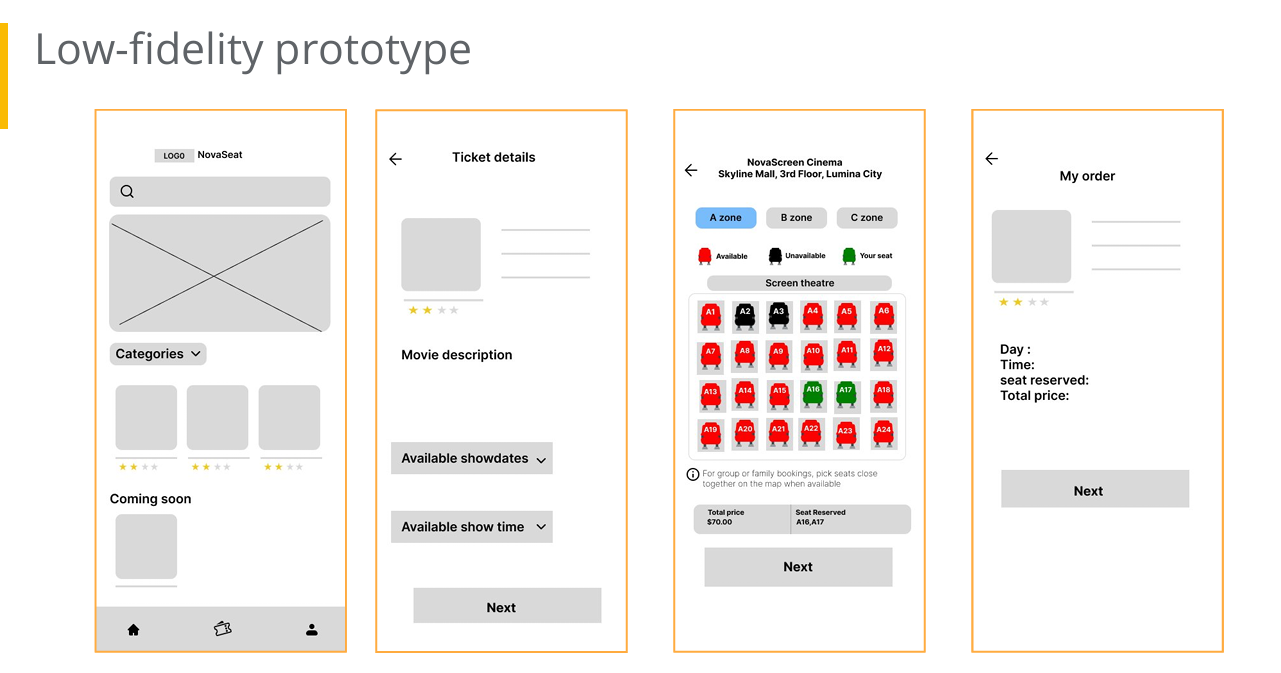 Low-fidelity prototype
LOGO NovaSeat
Categories
Coming soon
Ticket details
Movie description
Available showdates
Available show time
Next
NovaScreen Cinema
Skyline Mall, 3rd Floor, Lumina City
A zone B zone C zone
Available Unavailable Your seat
Screen theatre
A1 A2 A3 A4 A5 A6
A7 A8 A9 A10 A11 A12
A13 A14 A15 A16 A17 A18
A19 A20 A21 A22 A23 A24
For group or family bookings, pick seats close
together on the map when available
Total price Seat Reserved
$70.00 A16,A17
Next
My order
Day :
Time:
seat reserved:
Total price:
Next